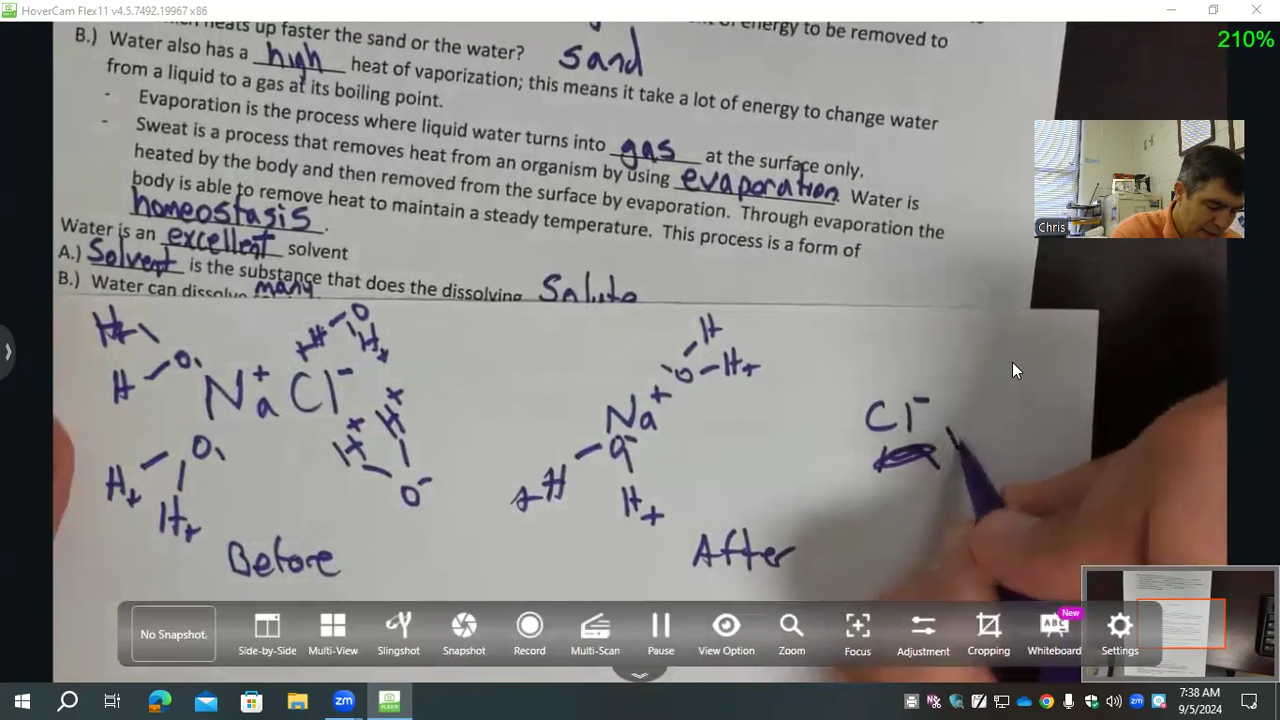 HoverCam Flex11 v4.5.7492.19967 x86
210%
heats up faster the sand or the water? sand
of energy to be removed to
B.) Water also has a high heat of vaporization; this means it take a lot of energy to change water
from a liquid to a gas at its boiling point.
- Evaporation is the process where liquid water turns into gas at the surface only.
- Sweat is a process that removes heat from an organism by using evaporation. Water is
heated by the body and then removed from the surface by evaporation. Through evaporation the
body is able to remove heat to maintain a steady temperature. This process is a form of
homeostasis.
Water is an excellent solvent
A.) Solvent is the substance that does the dissolving Solute
B.) Water can dissolve many
Chris
H+
H
O
Na+ Cl-
O
H+
H+
O
H+
H+
H+
H+
O-
Before
H
O-
H+
Na+
O-
+H
H+
After
Cl-
No Snapshot.
Side-by-Side
Multi-View
Slingshot
Snapshot
Record
Multi-Scan
Pause
View Option
Zoom
Focus
Adjustment
Cropping
New
ABC
Whiteboard
Settings
FLEX11
7:38 AM
9/5/2024